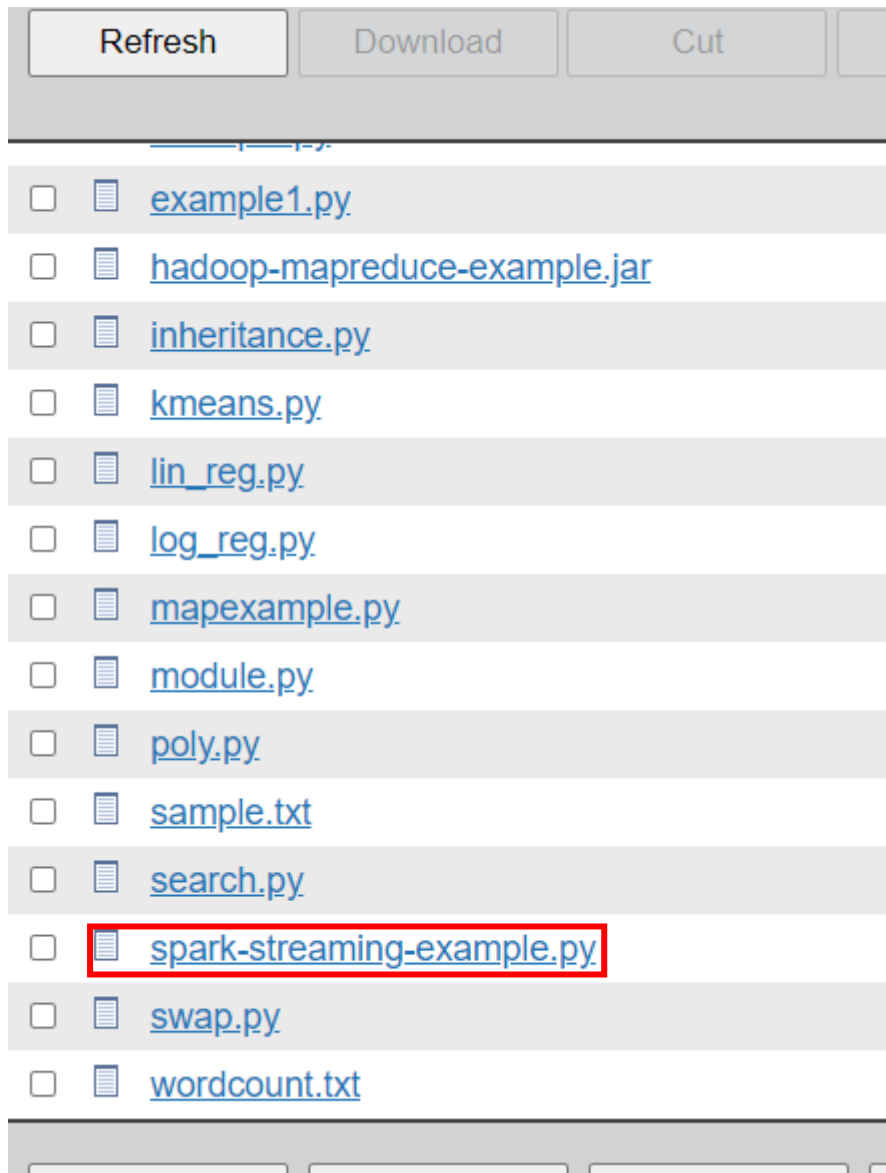 Refresh Download Cut
example1.py
hadoop-mapreduce-example.jar
inheritance.py
kmeans.py
lin_reg.py
log_reg.py
mapexample.py
module.py
poly.py
sample.txt
search.py
spark-streaming-example.py
swap.py
wordcount.txt